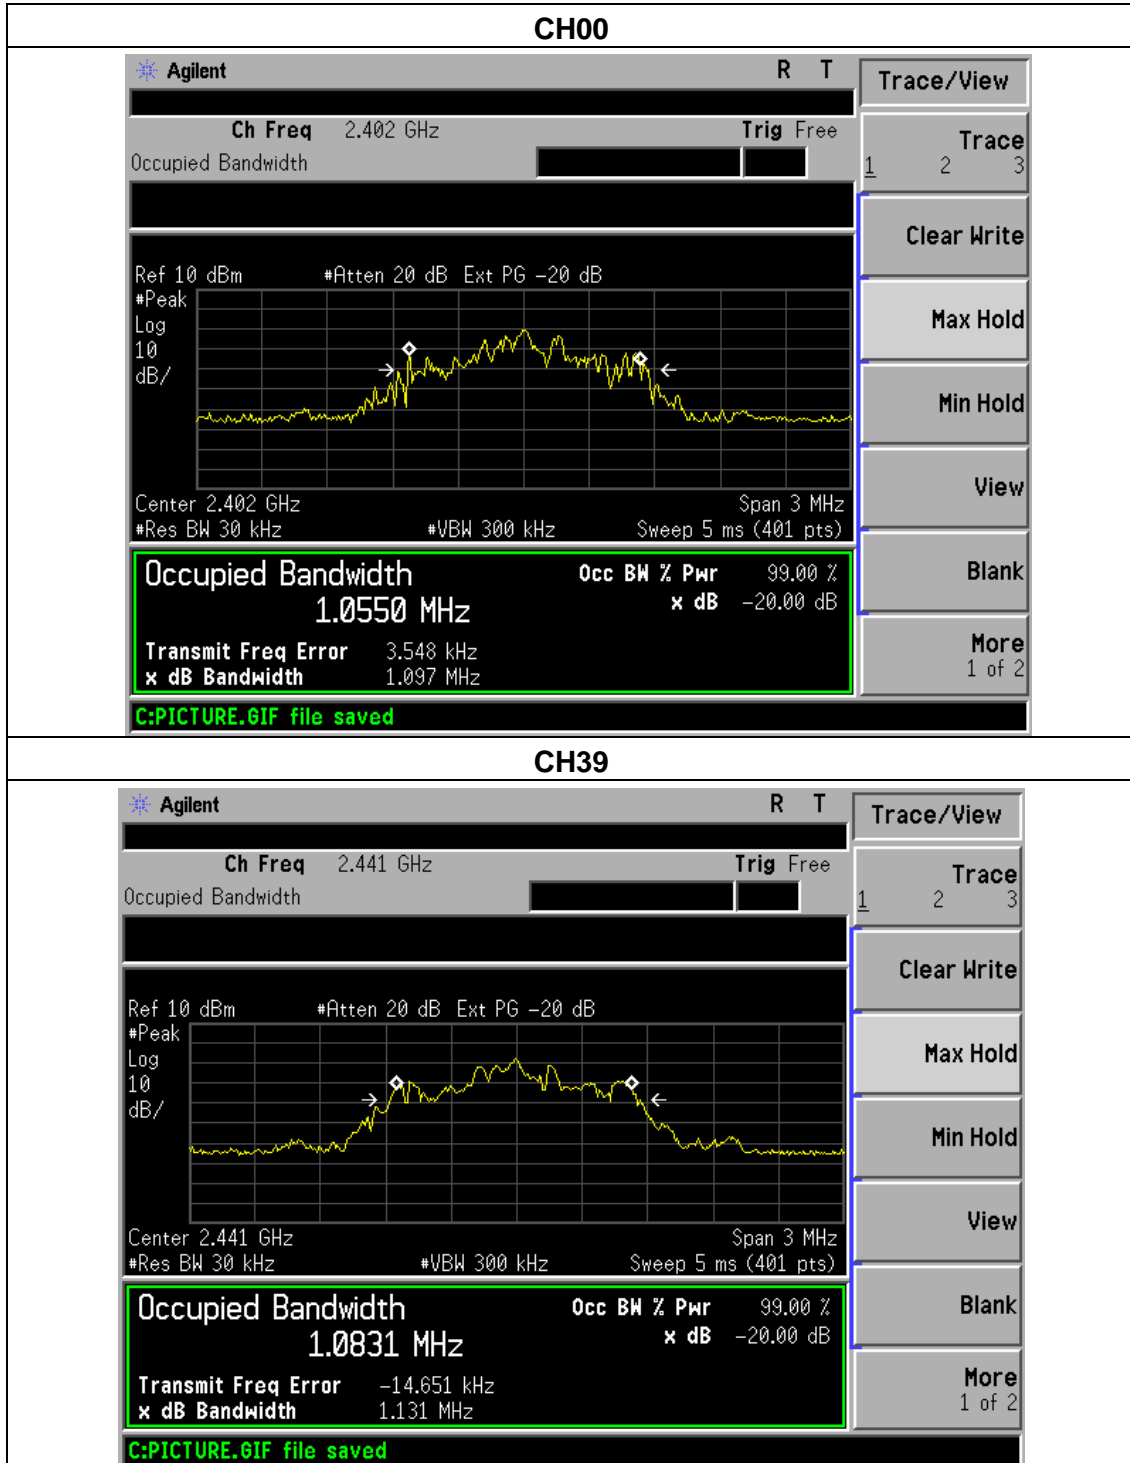 CH00
Agilent R T
Trace/View
Ch Freq 2.402 GHz Trig Free
Occupied Bandwidth
Trace
1 2 3
Clear Write
Ref 10 dBm #Atten 20 dB Ext PG -20 dB
#Peak
Log
10
dB/
Max Hold
Min Hold
View
Center 2.402 GHz Span 3 MHz
#Res BW 30 kHz #VBW 300 kHz Sweep 5 ms (401 pts)
Occupied Bandwidth Occ BW % Pwr 99.00 %
1.0550 MHz x dB -20.00 dB
Blank
Transmit Freq Error 3.548 kHz
x dB Bandwidth 1.097 MHz
More
1 of 2
C:PICTURE.GIF file saved
CH39
Agilent R T
Trace/View
Ch Freq 2.441 GHz Trig Free
Occupied Bandwidth
Trace
1 2 3
Clear Write
Ref 10 dBm #Atten 20 dB Ext PG -20 dB
#Peak
Log
10
dB/
Max Hold
Min Hold
View
Center 2.441 GHz Span 3 MHz
#Res BW 30 kHz #VBW 300 kHz Sweep 5 ms (401 pts)
Occupied Bandwidth Occ BW % Pwr 99.00 %
1.0831 MHz x dB -20.00 dB
Blank
Transmit Freq Error -14.651 kHz
x dB Bandwidth 1.131 MHz
More
1 of 2
C:PICTURE.GIF file saved